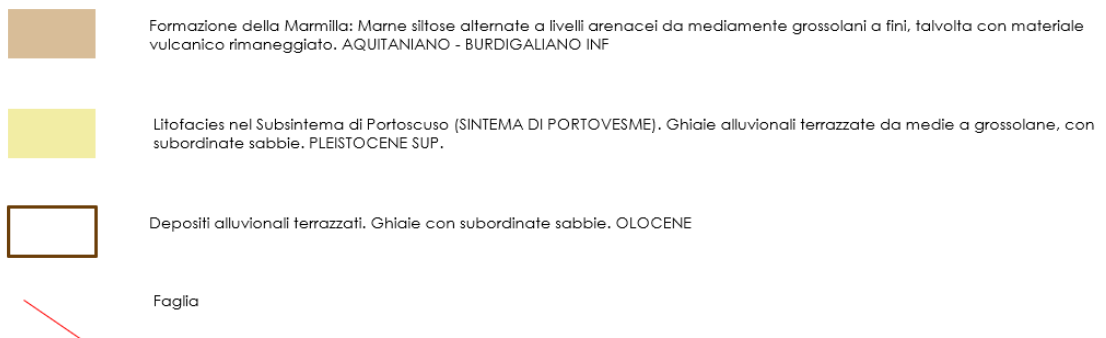 Formazione della Marmilla: Marne siltose alternate a livelli arenacei da mediamente grossolani a fini, talvolta con materiale
vulcanico rimaneggiato. AQUITANIANO - BURDIGALIANO INF
Litofacies nel Subsintema di Portoscuso (SINTEMA DI PORTOVESME). Ghiaie alluvionali terrazzate da medie a grossolane, con
subordinate sabbie. PLEISTOCENE SUP.
Depositi alluvionali terrazzati. Ghiaie con subordinate sabbie. OLOCENE
Faglia